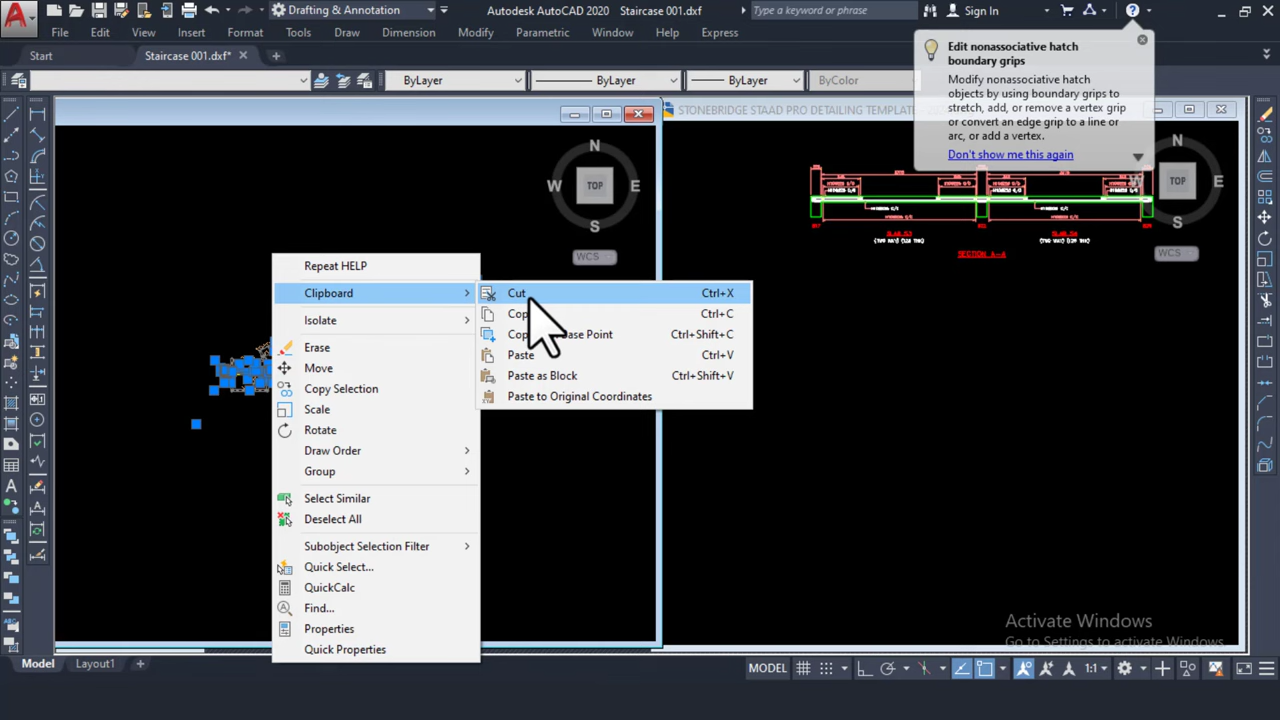 Drafting & Annotation
Autodesk AutoCAD 2020 Staircase 001.dxf
Type a keyword or phrase
Sign In
File Edit View Insert Format Tools Draw Dimension Modify Parametric Window Help Express
Start
Staircase 001.dxf*
ByLayer
ByLayer
ByLayer
ByColor
Edit nonassociative hatch
boundary grips
Modify nonassociative hatch
objects by using boundary grips to
stretch, add, or remove a vertex grip
or convert an edge grip to a line or
arc, or add a vertex.
Don't show me this again
STONEBRIDGE STAAD PRO DETAILING TEMPLATE
N
W TOP E
S
WCS
N
W TOP E
S
WCS
SECTION A-A
Repeat HELP
Clipboard
Isolate
Erase
Move
Copy Selection
Scale
Rotate
Draw Order
Group
Select Similar
Deselect All
Subobject Selection Filter
Quick Select...
QuickCalc
Find...
Properties
Quick Properties
Cut Ctrl+X
Cop Ctrl+C
Cop ase Point Ctrl+Shift+C
Paste Ctrl+V
Paste as Block Ctrl+Shift+V
Paste to Original Coordinates
Activate Windows
Go to Settings to activate Windows.
Model Layout1
MODEL
1:1